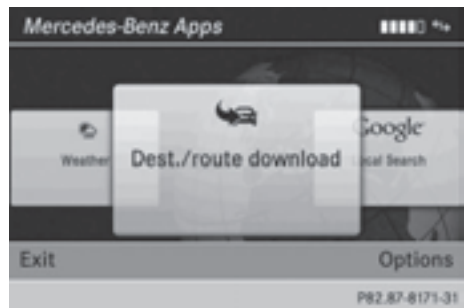 Mercedes-Benz Apps
Weather
Dest./route download
Google
Local Search
Exit
Options
P82.87-8171-31